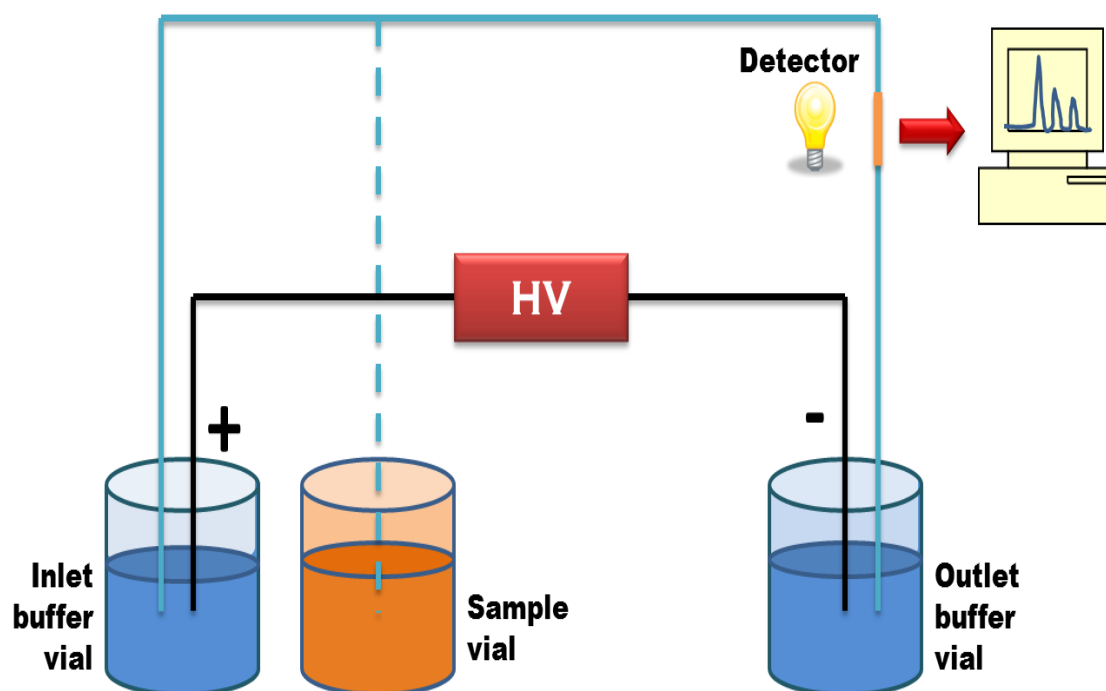 Detector
HV
+
-
Inlet
buffer
vial
Sample
vial
Outlet
buffer
vial